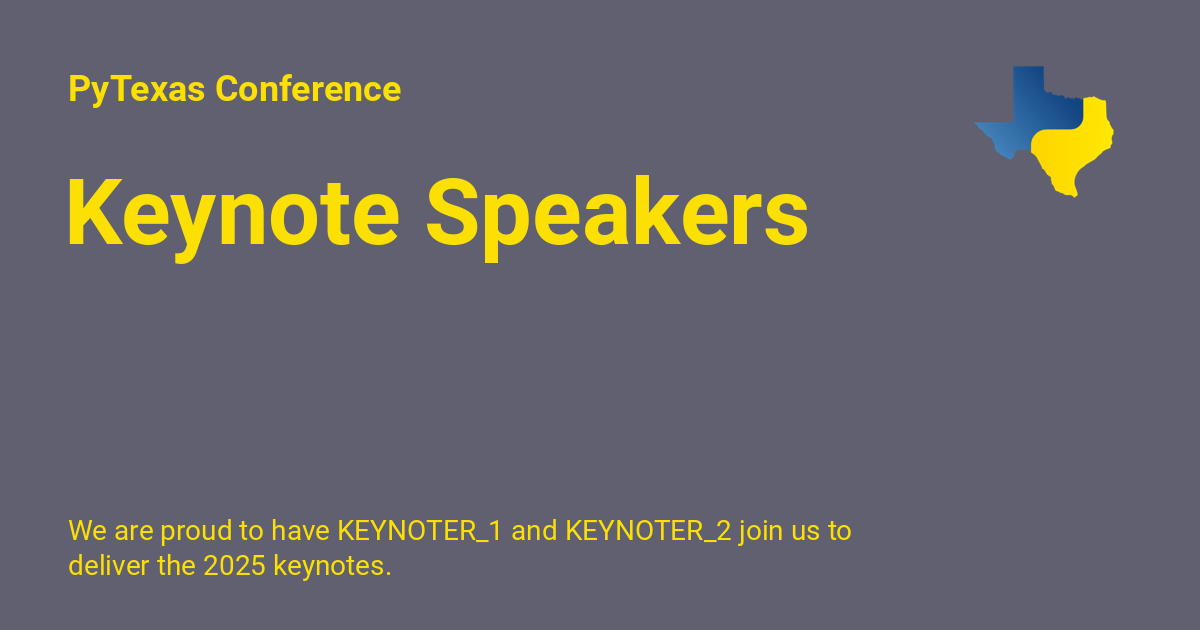 PyTexas Conference
Keynote Speakers
We are proud to have KEYNOTER_1 and KEYNOTER_2 join us to
deliver the 2025 keynotes.